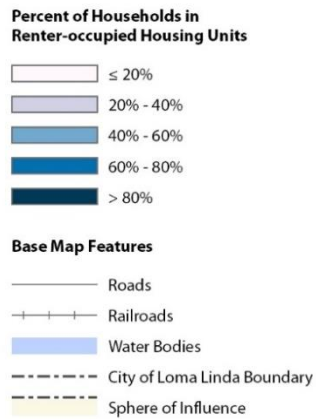 Percent of Households in
Renter-occupied Housing Units
≤ 20%
20% - 40%
40% - 60%
60% - 80%
> 80%
Base Map Features
Roads
Railroads
Water Bodies
City of Loma Linda Boundary
Sphere of Influence